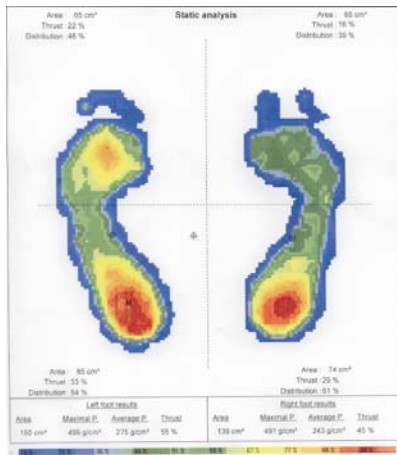 Area : 65 cm² Static analysis Area : 65 cm²
Thrust : 22 % Thrust : 16 %
Distribution : 46 % Distribution : 39 %
Area : 85 cm² Area : 74 cm²
Thrust : 33 % Thrust : 29 %
Distribution : 54 % Distribution : 61 %
Left foot results Right foot results
Area Maximal P. Average P. Thrust Area Maximal P. Average P. Thrust
150 cm² 499 g/cm² 275 g/cm² 55 % 139 cm² 491 g/cm² 243 g/cm² 45 %